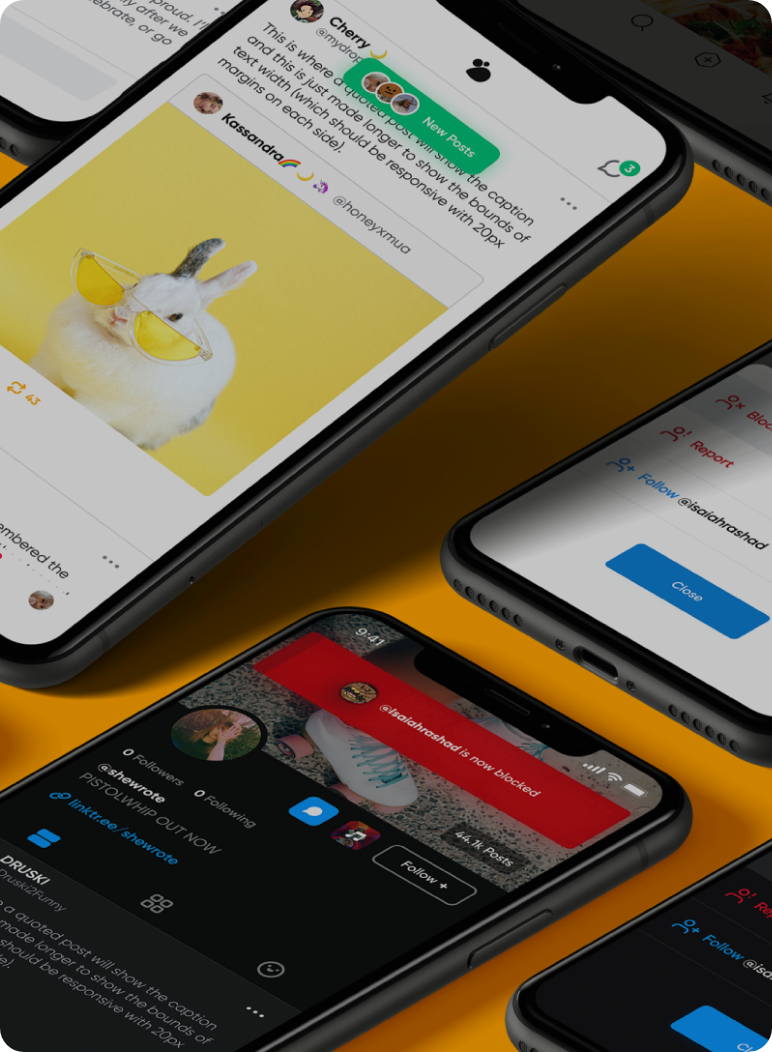 proud. I'
y after we
ebrate, or go
Cherry🌙
@mydrop
This is where a quoted post will show the caption
and this is just made longer to show the bounds of
text width (which should be responsive with 20px
margins on each side).
New Posts
3
Kassandra🌈🌙🦄 @honeyxmua
43
embered the
Bloc
Report
Follow @isaiahrashad
Close
9:41
@isaiahrashad is now blocked
0 Followers
0 Following
@shewrote
PISTOLWHIP OUT NOW
linktr.ee/shewrote
44.1k Posts
Follow +
DRUSKI
Druski2Funny
e a quoted post will show the caption
made longer to show the bounds of
should be responsive with 20px
de).
Rep
Follow @isa
Cl